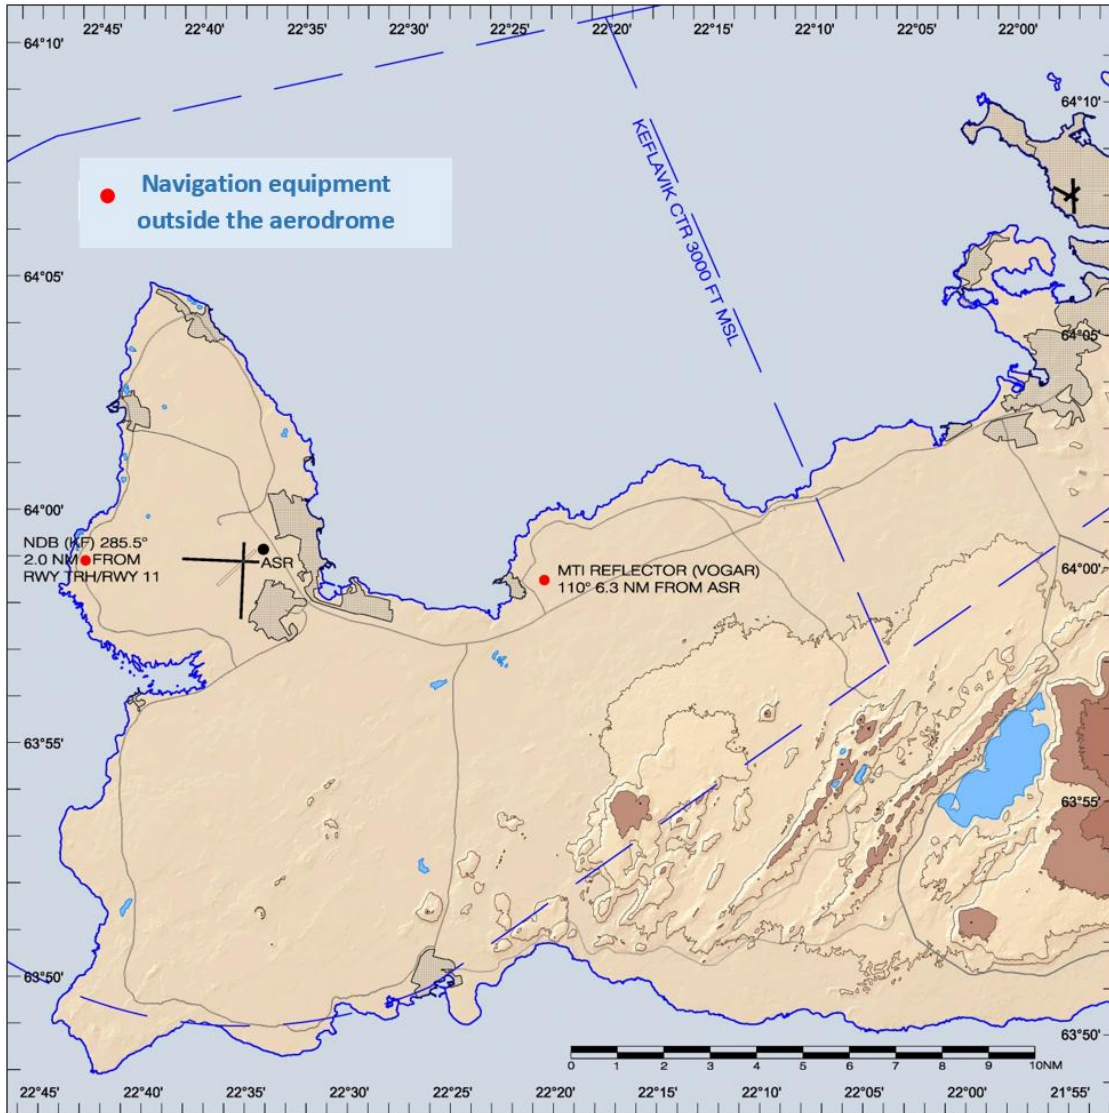 22°45' 22°40' 22°35' 22°30' 22°20' 22°15' 22°10' 22°05' 22°00'
64°10'
64°10'
KEFLAVIK CTR 3000 FT MSL
Navigation equipment
outside the aerodrome
64°05'
64°05'
64°00'
NDB (KF) 285.5°
2.0 NM FROM
RWY TRH/RWY 11
ASR
MTI REFLECTOR (VOGAR)
110° 6.3 NM FROM ASR
64°00'
63°55'
63°55'
63°50'
63°50'
0 1 2 3 4 5 6 7 8 9 10NM
22°45' 22°40' 22°35' 22°30' 22°25' 22°20' 22°15' 22°10' 22°05' 22°00' 21°55'